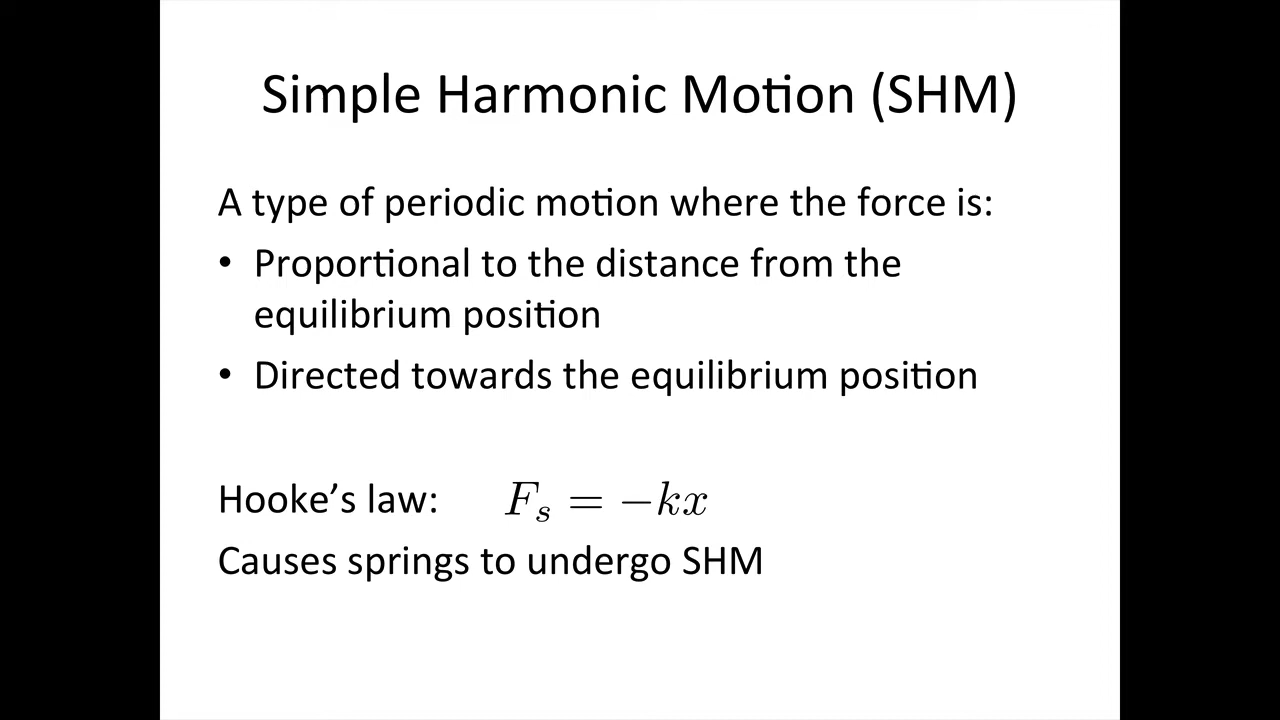 Simple Harmonic Motion (SHM)
A type of periodic motion where the force is:
• Proportional to the distance from the
equilibrium position
• Directed towards the equilibrium position
Hooke’s law: $F_s = -kx$
Causes springs to undergo SHM